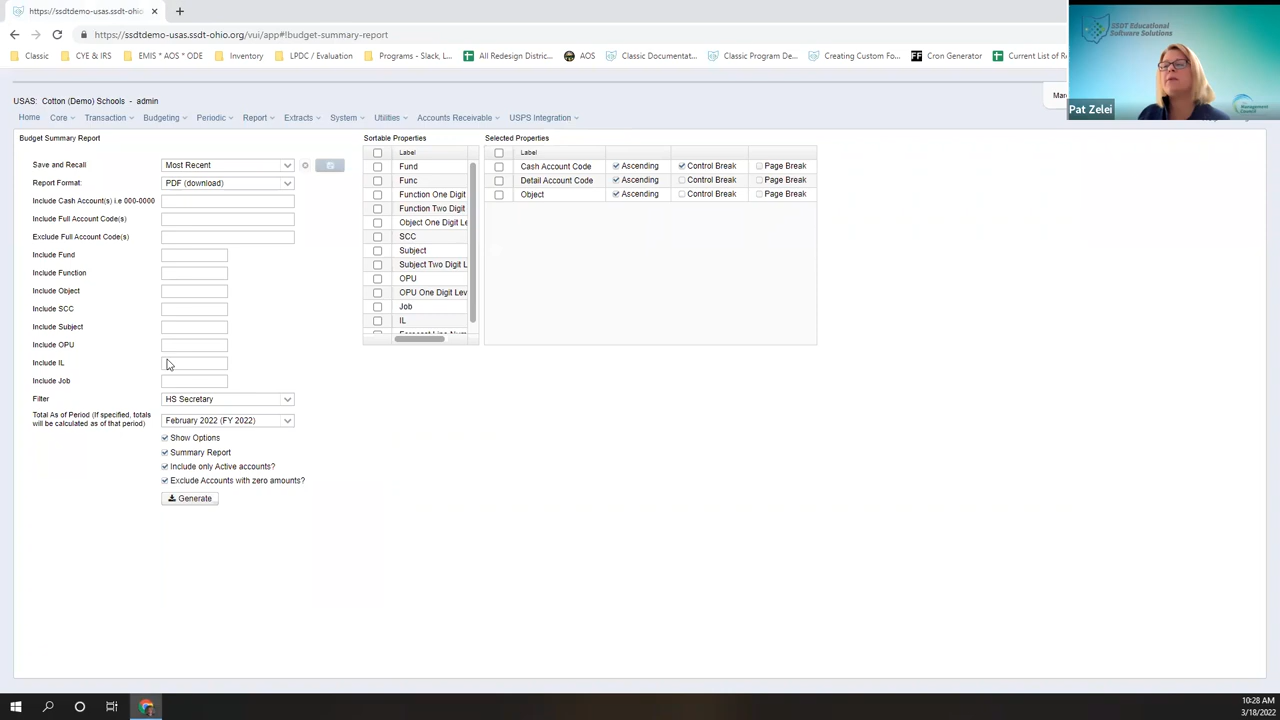 https://ssdtdemo-usas.ssdt-ohio.
https://ssdtdemo-usas.ssdt-ohio.org/vui/app#!budget-summary-report
Classic CYE & IRS EMIS * AOS * ODE Inventory LPDC / Evaluation Programs - Slack, L... All Redesign Distric... AOS Classic Documentat... Classic Program De... Creating Custom Fo... Cron Generator Current List of R
SSDT Educational
Software Solutions
Management
Council
Pat Zelei
USAS: Cotton (Demo) Schools - admin
Home Core Transaction Budgeting Periodic Report Extracts System Utilities Accounts Receivable USPS Integration
Budget Summary Report
Save and Recall Most Recent
Report Format: PDF (download)
Include Cash Account(s) i.e 000-0000
Include Full Account Code(s)
Exclude Full Account Code(s)
Include Fund
Include Function
Include Object
Include SCC
Include Subject
Include OPU
Include IL
Include Job
Filter HS Secretary
Total As of Period (If specified, totals
will be calculated as of that period)
February 2022 (FY 2022)
Show Options
Summary Report
Include only Active accounts?
Exclude Accounts with zero amounts?
Generate
Sortable Properties
Label
Fund
Func
Function One Digit
Function Two Digit
Object One Digit Le
SCC
Subject
Subject Two Digit L
OPU
OPU One Digit Lev
Job
IL
Selected Properties
Label
Cash Account Code Ascending Control Break Page Break
Detail Account Code Ascending Control Break Page Break
Object Ascending Control Break Page Break
10:28 AM
3/18/2022